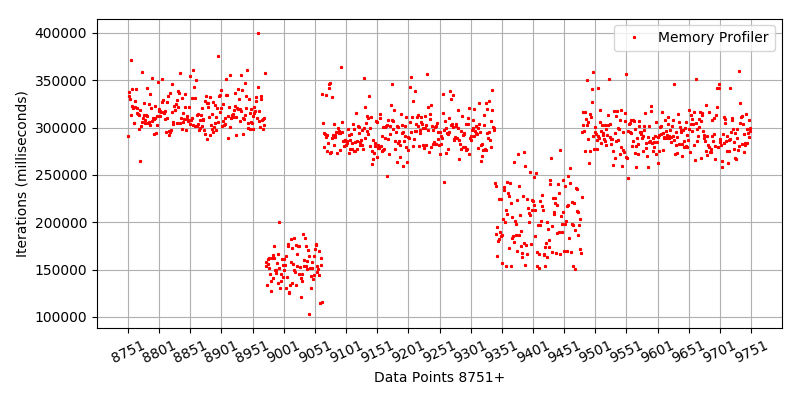 400000
350000
300000
250000
200000
150000
100000
Iterations (milliseconds)
Memory Profiler
8751 8801 8851 8901 8951 9001 9051 9101 9151 9201 9251 9301 9351 9401 9451 9501 9551 9601 9651 9701 9751
Data Points 8751+